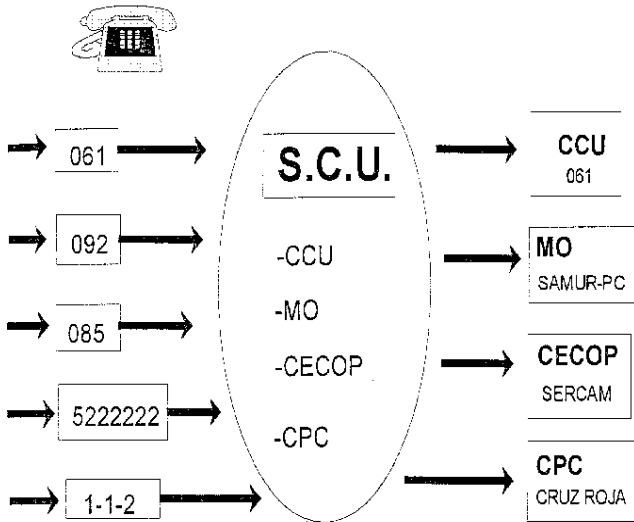 061
092
085
5222222
1-1-2
S.C.U.
-CCU
-MO
-CECOP
-CPC
CCU
061
MO
SAMUR-PC
CECOP
SERCAM
CPC
CRUZ ROJA